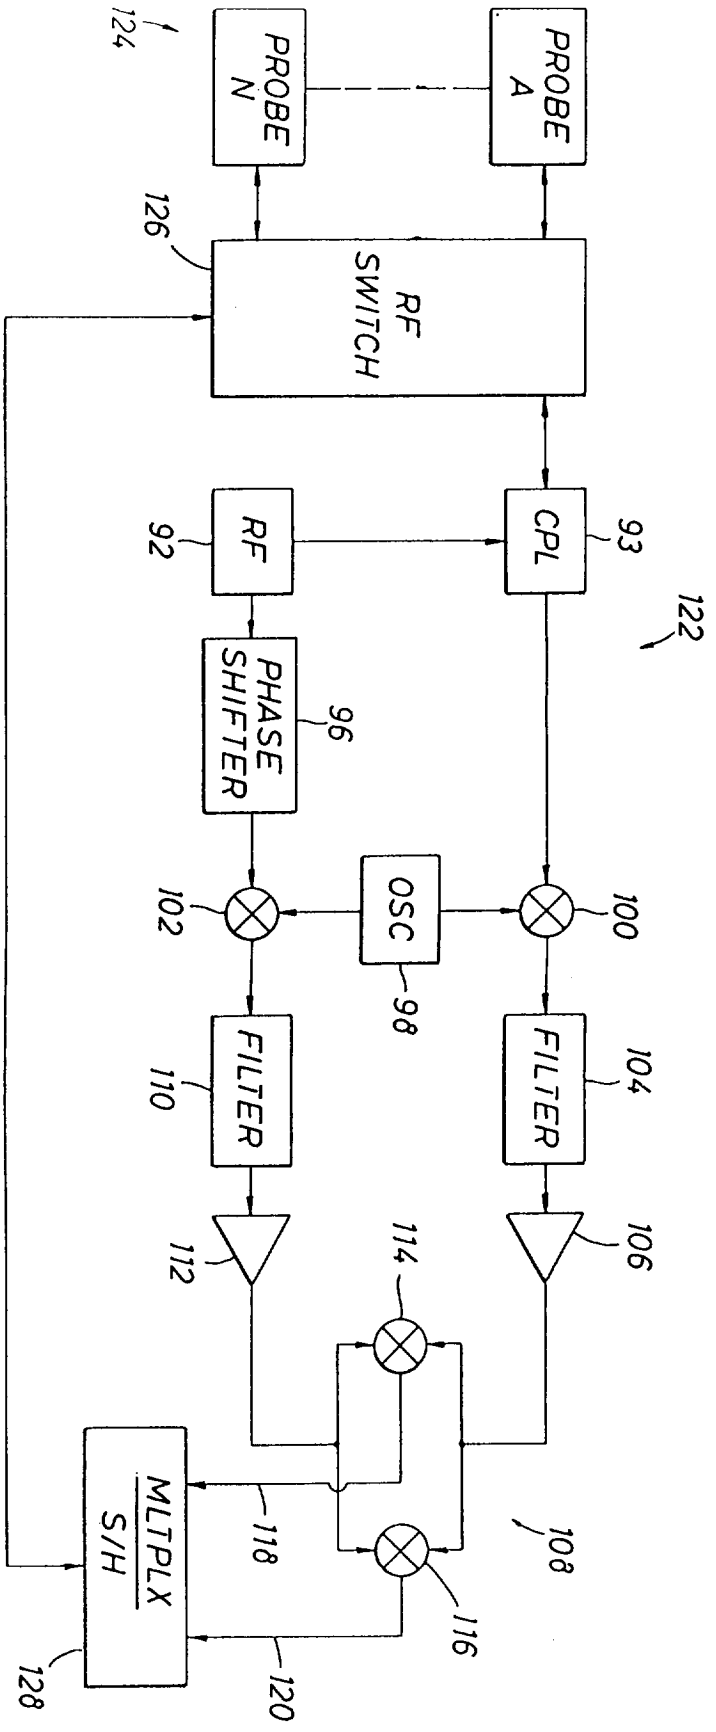 122
93
100
104
106
PROBE
A
CPL
FILTER
108
RF
SWITCH
OSC
98
114
116
96
PROBE
N
RF
PHASE
SHIFTER
FILTER
118
120
124
126
92
102
110
112
MLTPLX
S/H
128